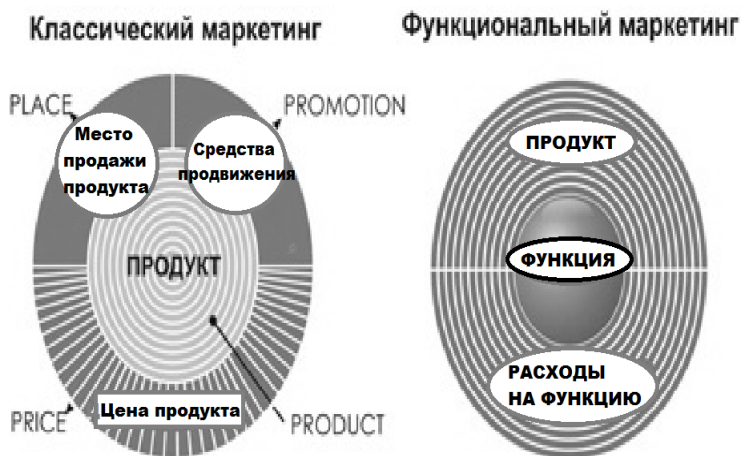 Классический маркетинг
Функциональный маркетинг
PLACE
PROMOTION
Место
продажи
продукта
Средства
продвижения
ПРОДУКТ
Цена продукта
PRICE
PRODUCT
ПРОДУКТ
ФУНКЦИЯ
РАСХОДЫ
НА ФУНКЦИЮ